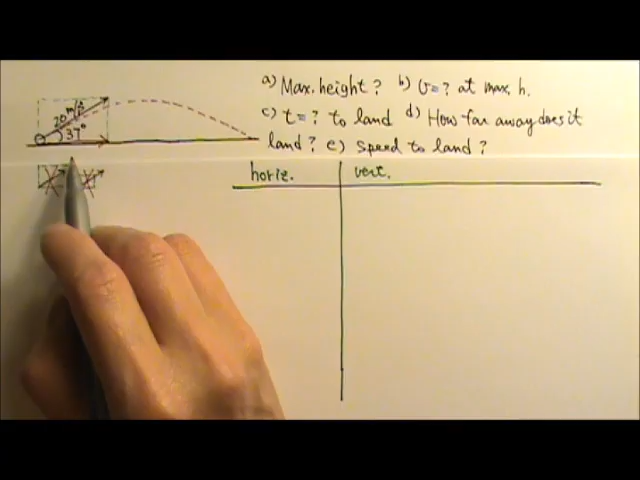 a) Max. height? b) v=? at max. h.
c) t=? to land d) How far away does it
land? e) Speed to land?
20 m/s
37°
horiz. vert.